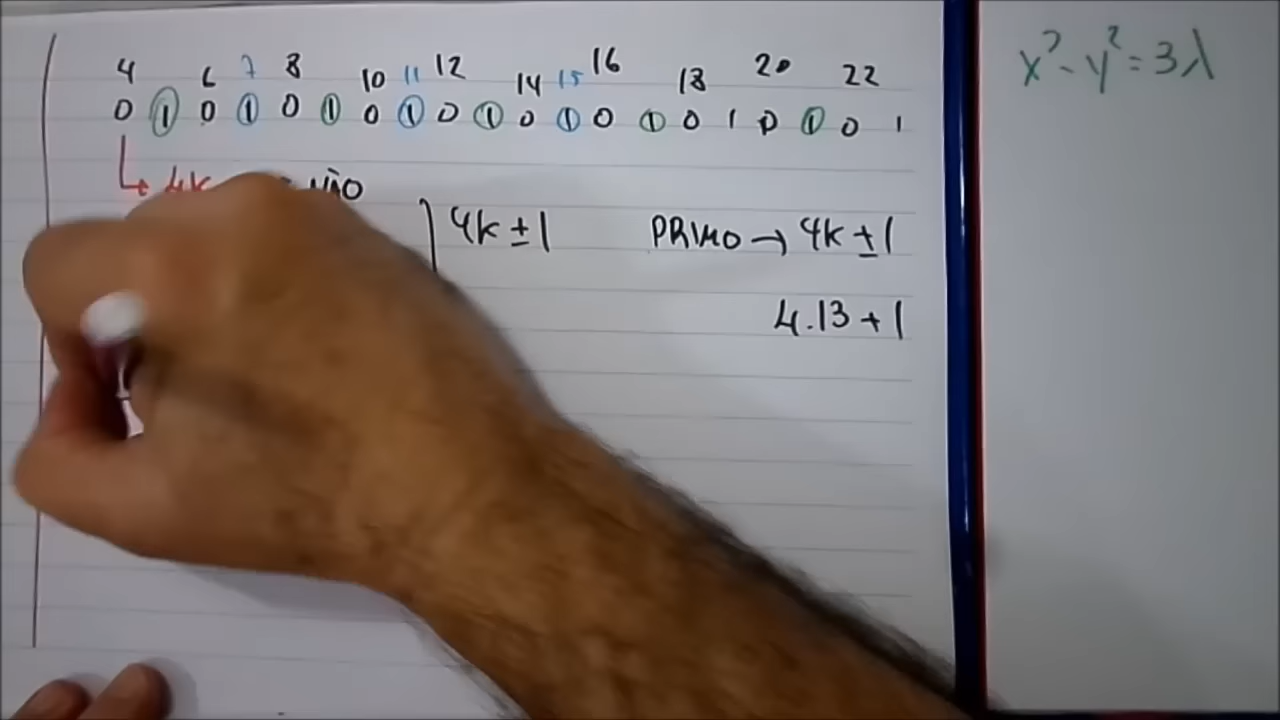 4 6 7 8 10 11 12 14 15 16 18 20 22
0 1 0 1 0 1 0 1 0 1 0 1 0 1 0 1 0 1 0 1
4k não
4k ± 1 PRIMO → 4k ± 1
4.13 + 1
x² - y² = 3λ